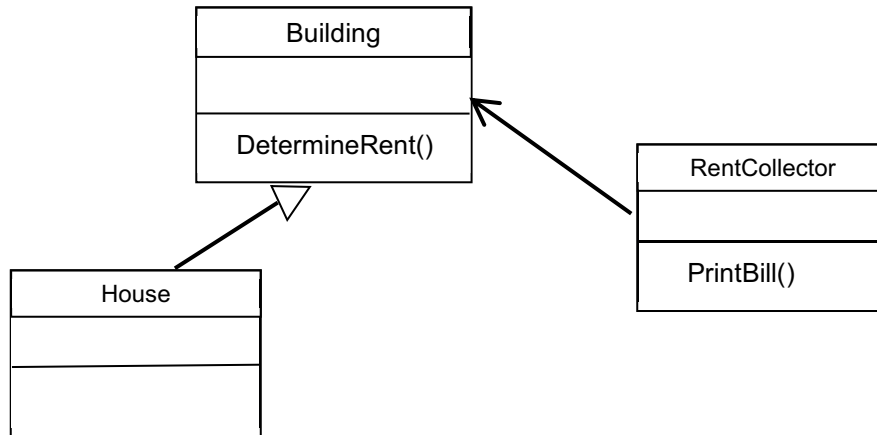 Building
DetermineRent()
RentCollector
PrintBill()
House